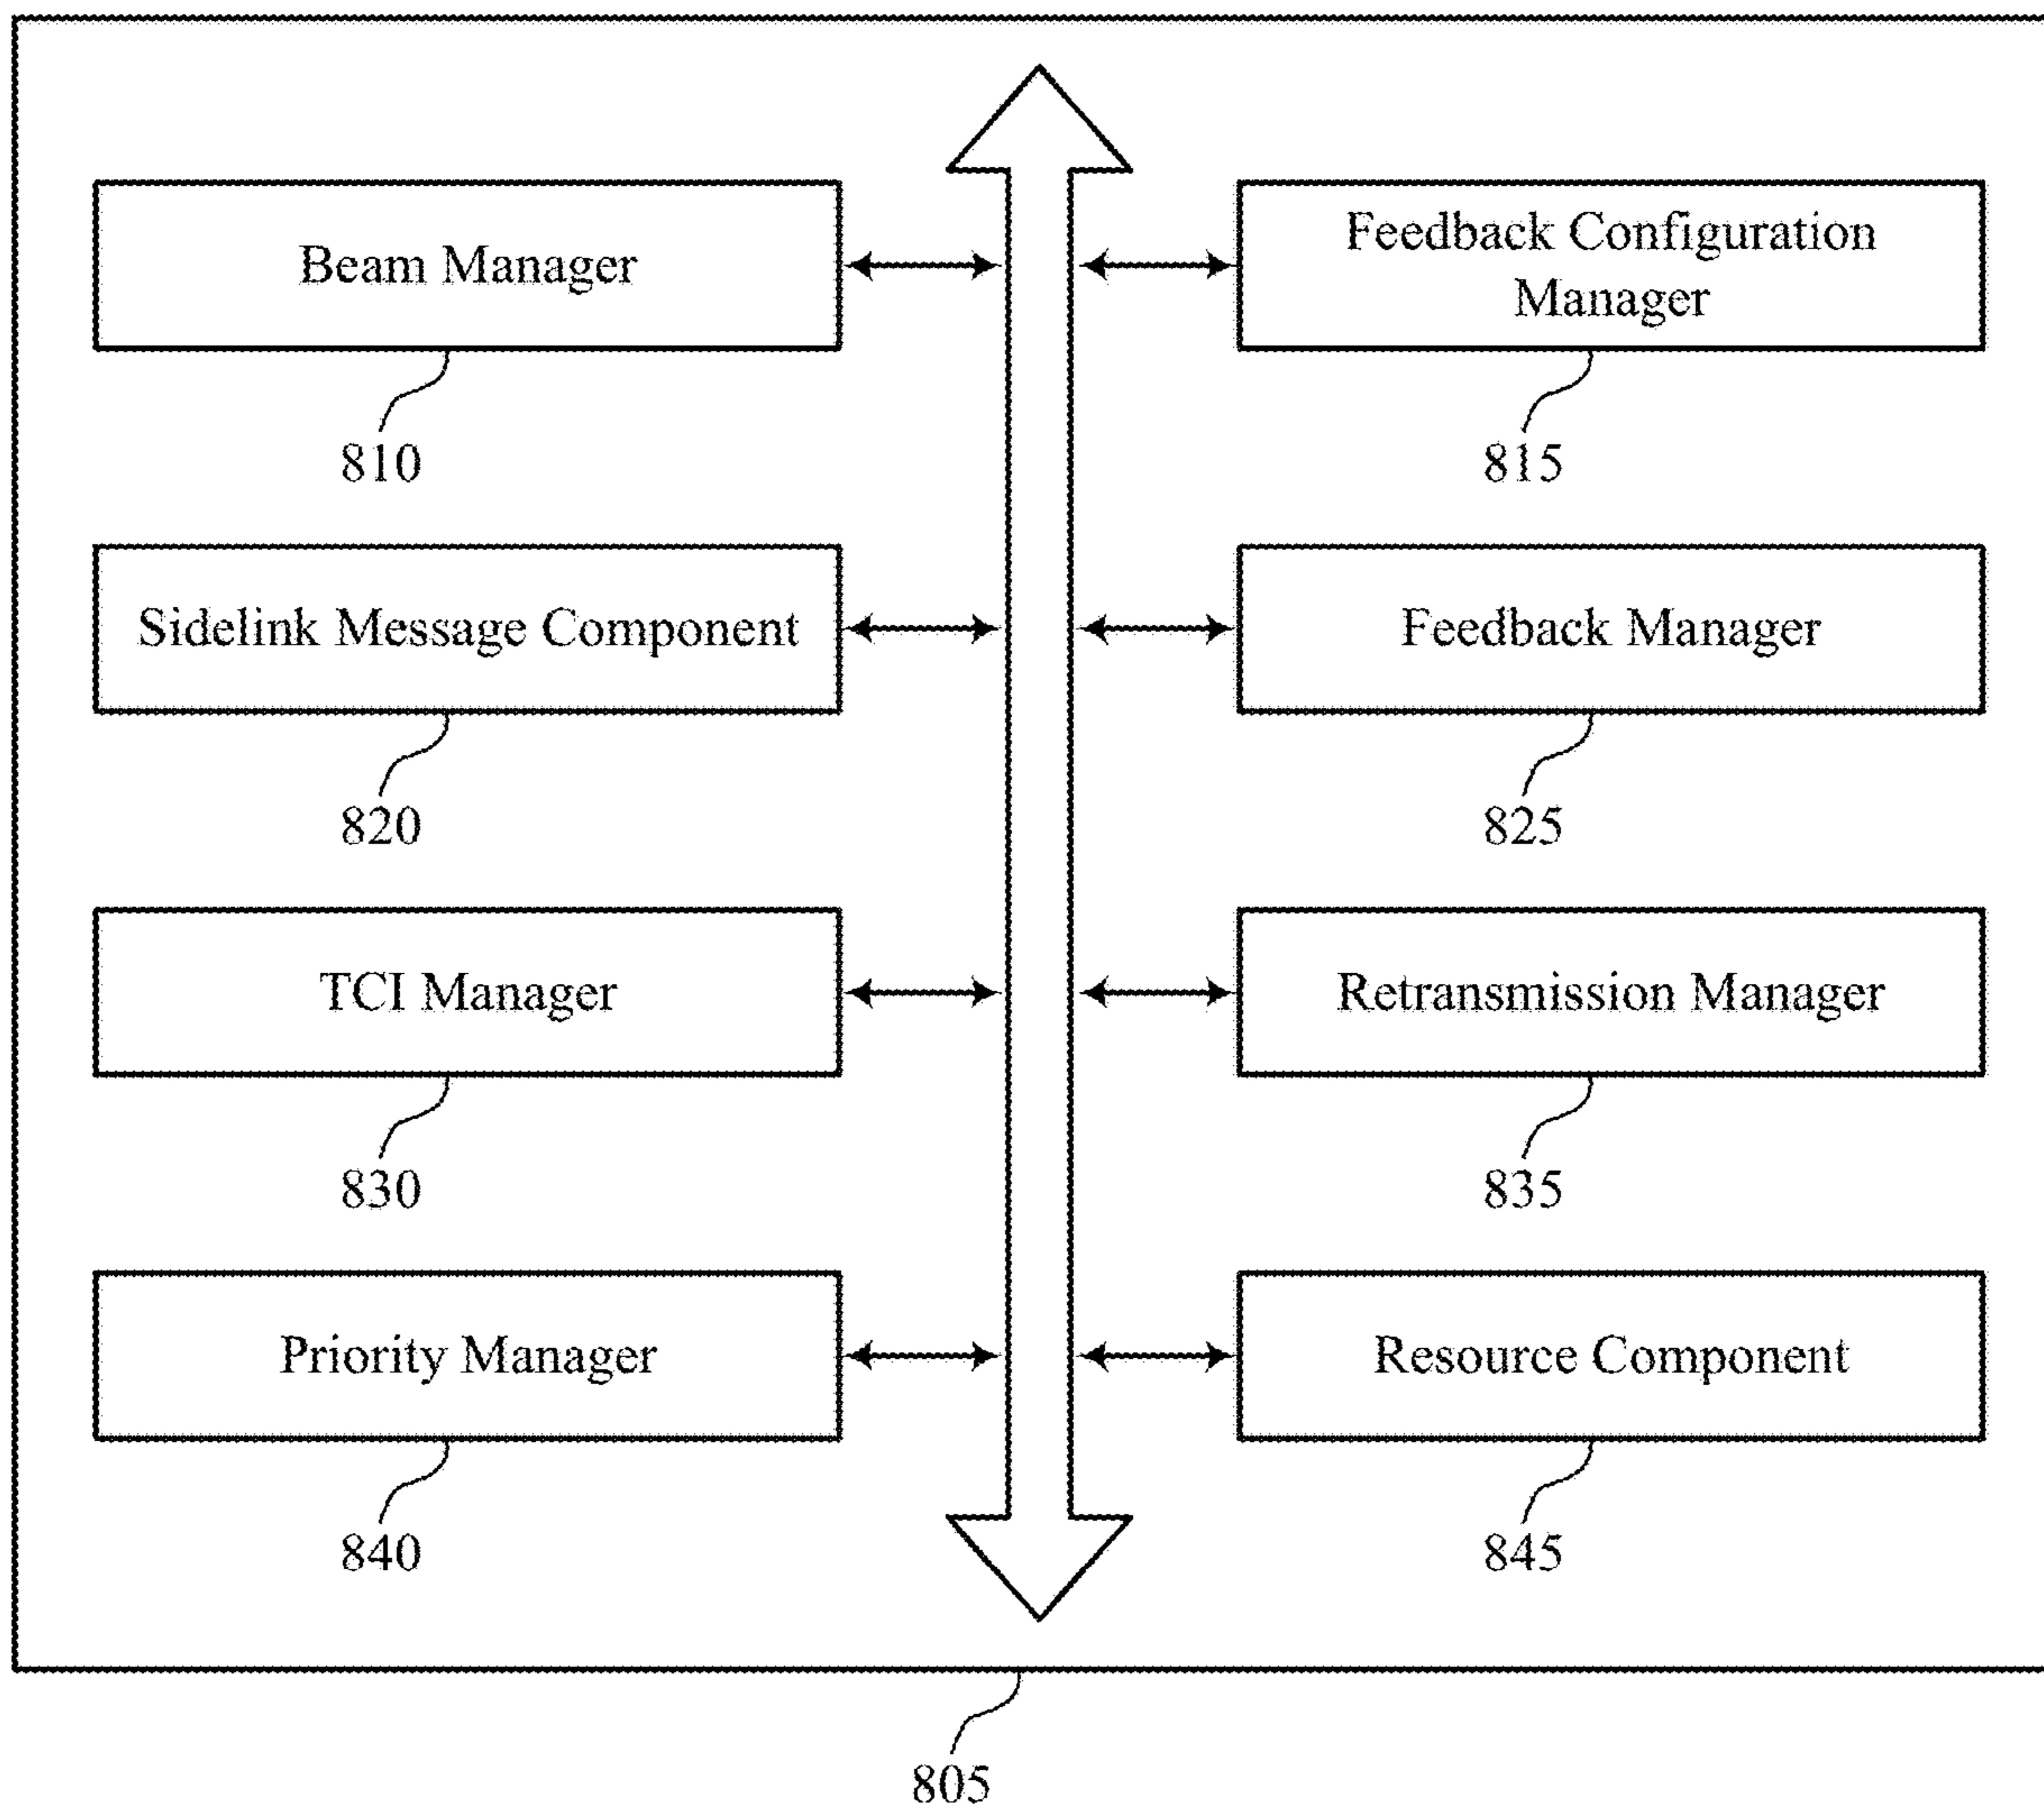 Beam Manager
810
Feedback Configuration
Manager
815
Sidelink Message Component
820
Feedback Manager
825
TCI Manager
830
Retransmission Manager
835
Priority Manager
840
Resource Component
845
805